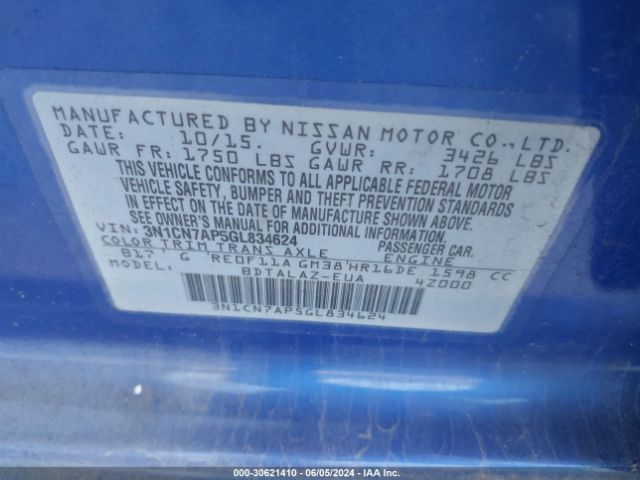 MANUFACTURED BY NISSAN MOTOR CO., LTD.
DATE: 10/15. GVWR: 3426 LBS
GAWR FR: 1750 LBS GAWR RR: 1708 LBS
THIS VEHICLE CONFORMS TO ALL APPLICABLE FEDERAL MOTOR
VEHICLE SAFETY, BUMPER AND THEFT PREVENTION STANDARDS
IN EFFECT ON THE DATE OF MANUFACTURE SHOWN ABOVE.
SEE OWNER'S MANUAL FOR ADDITIONAL INFORMATION.
VIN: 3N1CN7AP5GL834624 PASSENGER CAR.
COLOR TRIM TRANS AXLE ENGINE
B17 G RE0F11A GM38 HR16DE 1598 CC
MODEL: BDTALAZ-EUA 4Z000
3N1CN7AP5GL834624
000-30621410 - 06/05/2024 - IAA Inc.